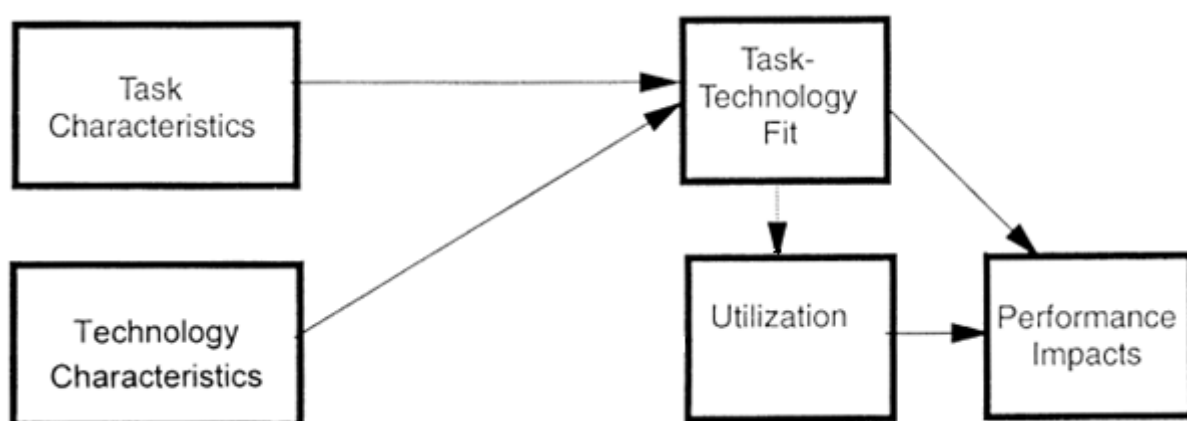 Task
Characteristics
Task-
Technology
Fit
Technology
Characteristics
Utilization
Performance
Impacts